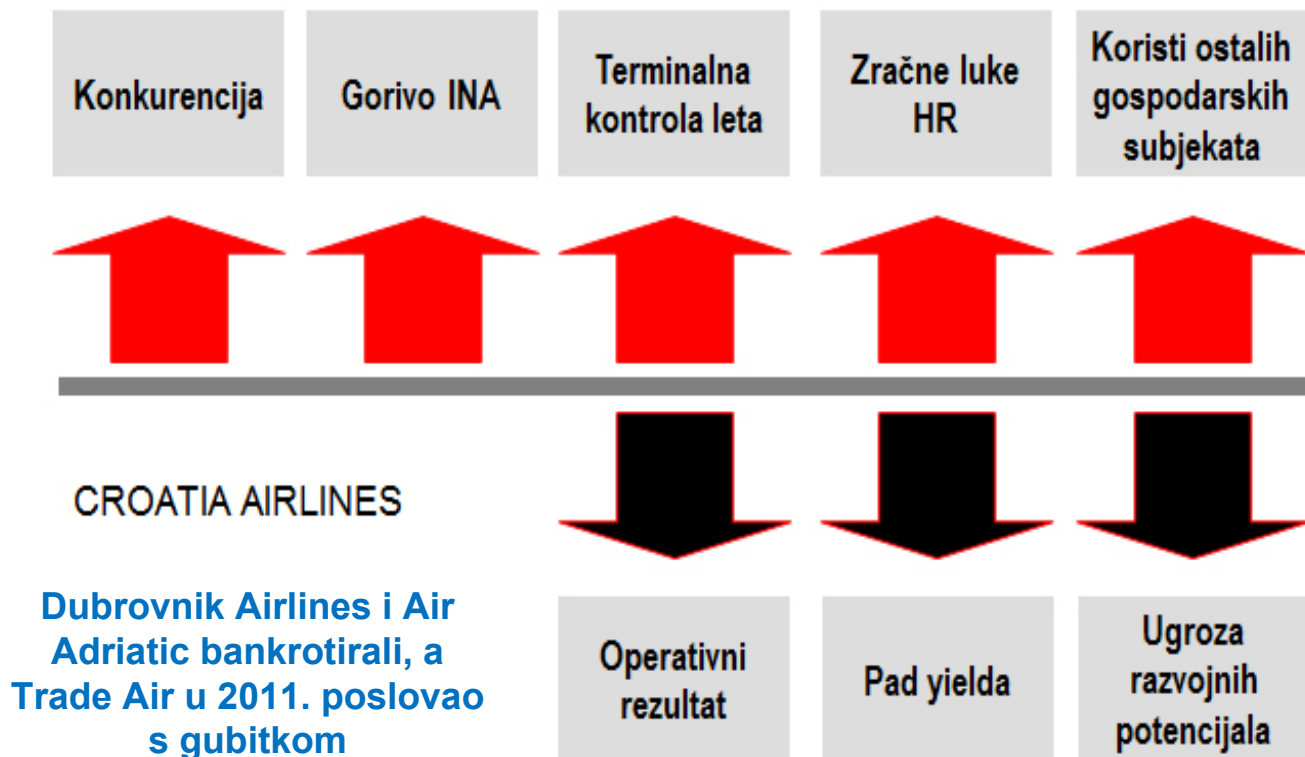 Konkurencija
Gorivo INA
Terminalna
kontrola leta
Zračne luke
HR
Koristi ostalih
gospodarskih
subjekata
CROATIA AIRLINES
Dubrovnik Airlines i Air
Adriatic bankrotirali, a
Trade Air u 2011. poslovao
s gubitkom
Operativni
rezultat
Pad yielda
Ugroza
razvojnih
potencijala